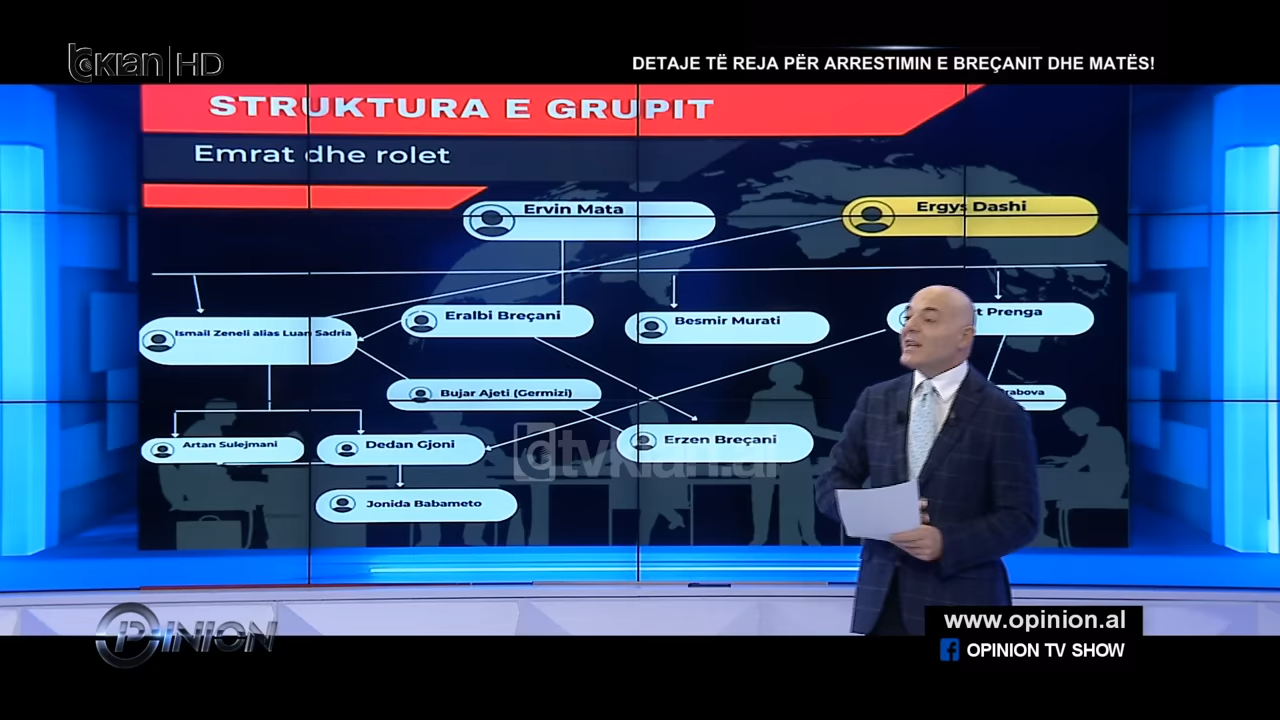 tvklan HD
DETAJE TË REJA PËR ARRESTIMIN E BREÇANIT DHE MATËS!
STRUKTURA E GRUPIT
Emrat dhe rolet
Ervin Mata
Ergys Dashi
Ismail Zeneli alias Luan Sadria
Eralbi Breçani
Besmir Murati
t Prenga
Bujar Ajeti (Germizi)
rabova
Artan Sulejmani
Dedan Gjoni
Erzen Breçani
tvklan.al
Jonida Babameto
OPINION
www.opinion.al
OPINION TV SHOW